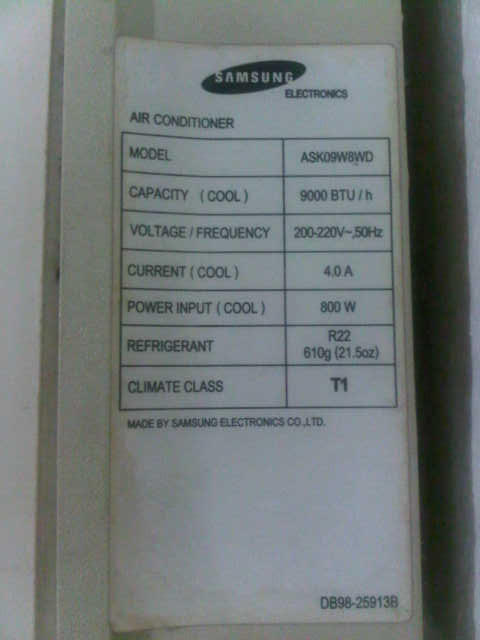 SAMSUNG
ELECTRONICS
AIR CONDITIONER
MODEL ASK09W8WD
CAPACITY ( COOL ) 9000 BTU / h
VOLTAGE / FREQUENCY 200-220V~,50Hz
CURRENT ( COOL ) 4.0 A
POWER INPUT ( COOL ) 800 W
REFRIGERANT R22
610g (21.5oz)
CLIMATE CLASS T1
MADE BY SAMSUNG ELECTRONICS CO.,LTD.
DB98-25913B